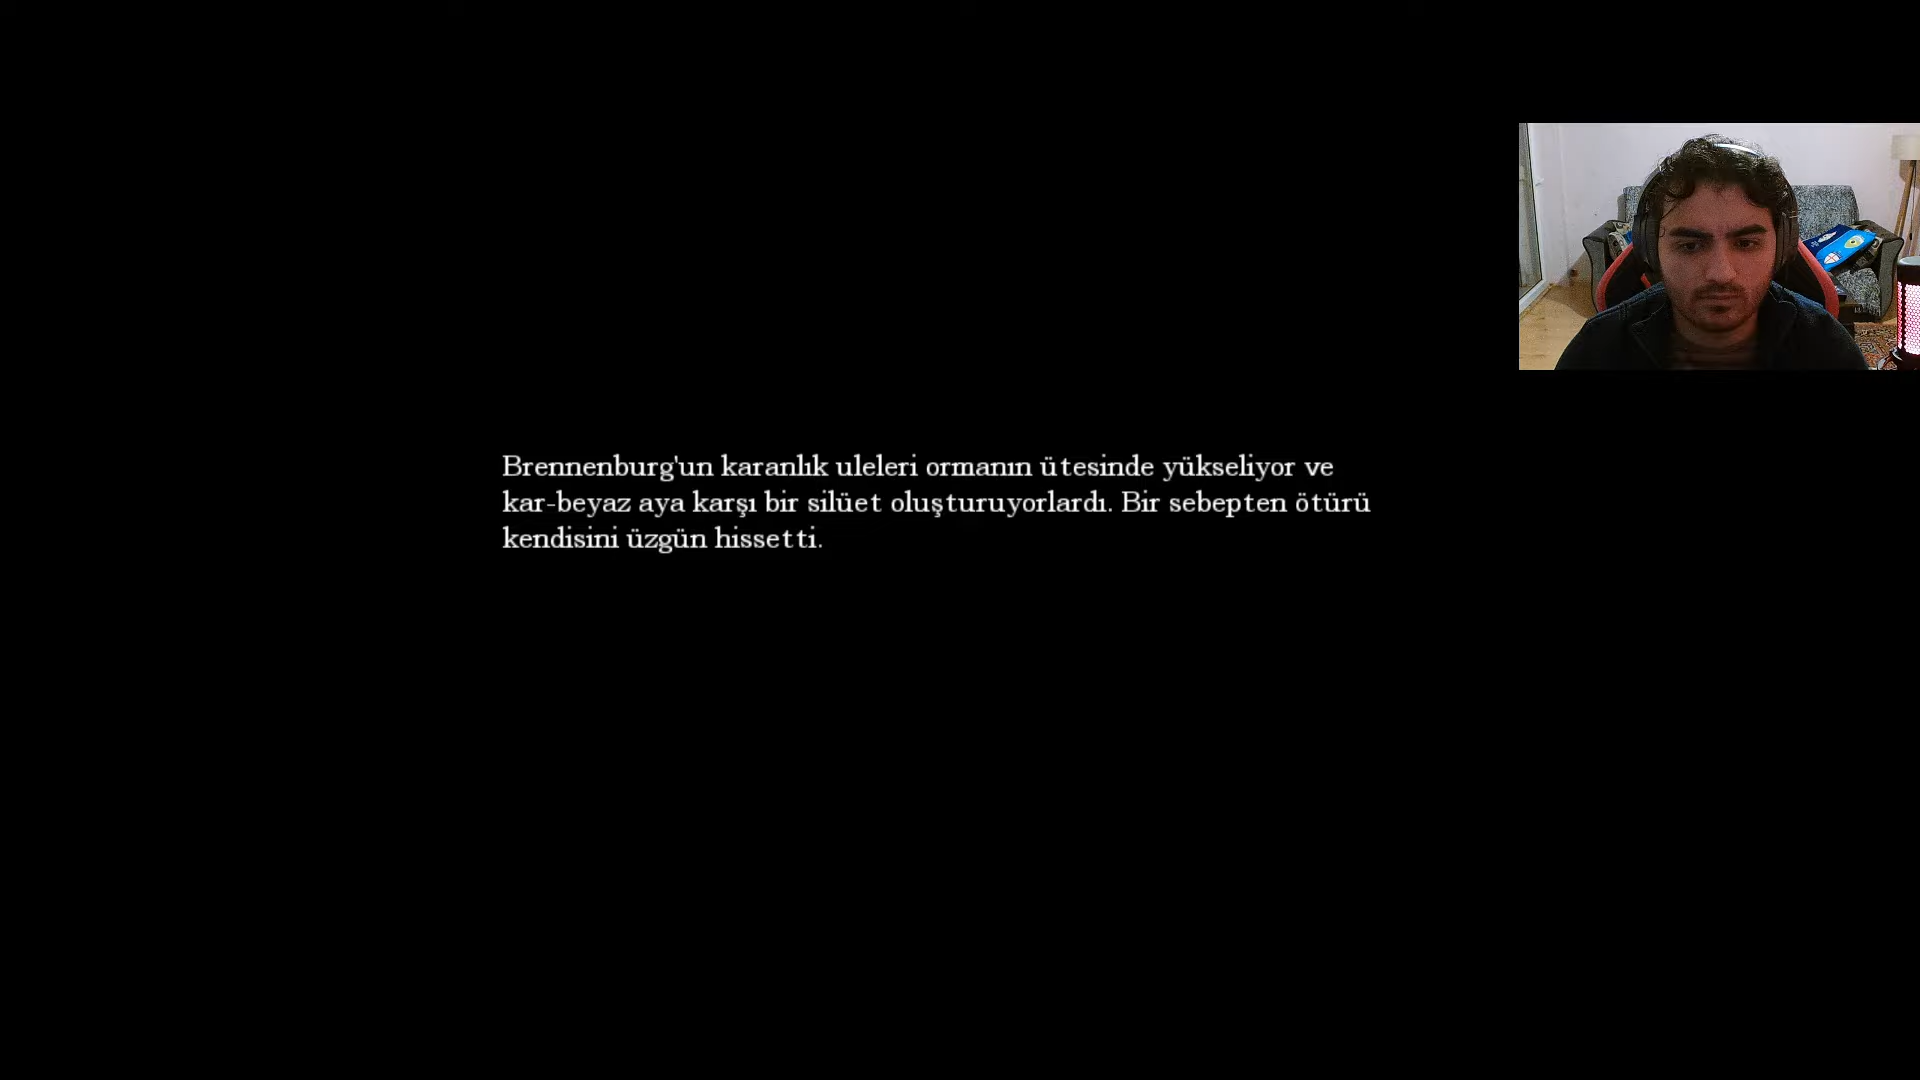 Brennenburg'un karanlık uleleri ormanın ütesinde yükseliyor ve
kar-beyaz aya karşı bir silüet oluşturuyorlardı. Bir sebepten ötürü
kendisini üzgün hissetti.